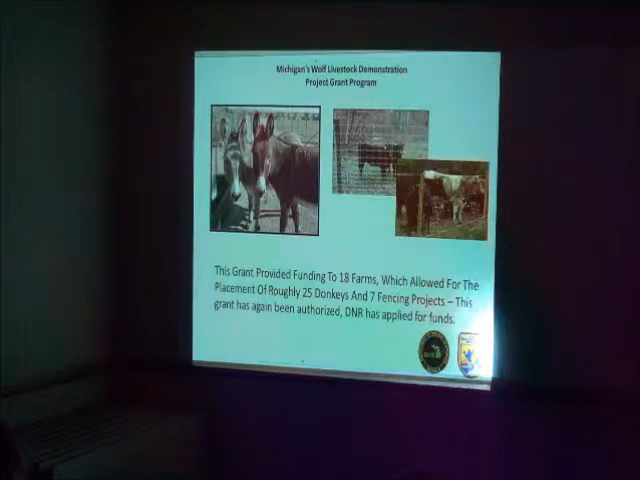 Michigan's Wolf Livestock Demonstration
Project Grant Program
This Grant Provided Funding To 18 Farms, Which Allowed For The
Placement Of Roughly 25 Donkeys And 7 Fencing Projects – This
grant has again been authorized, DNR has applied for funds.
DNR